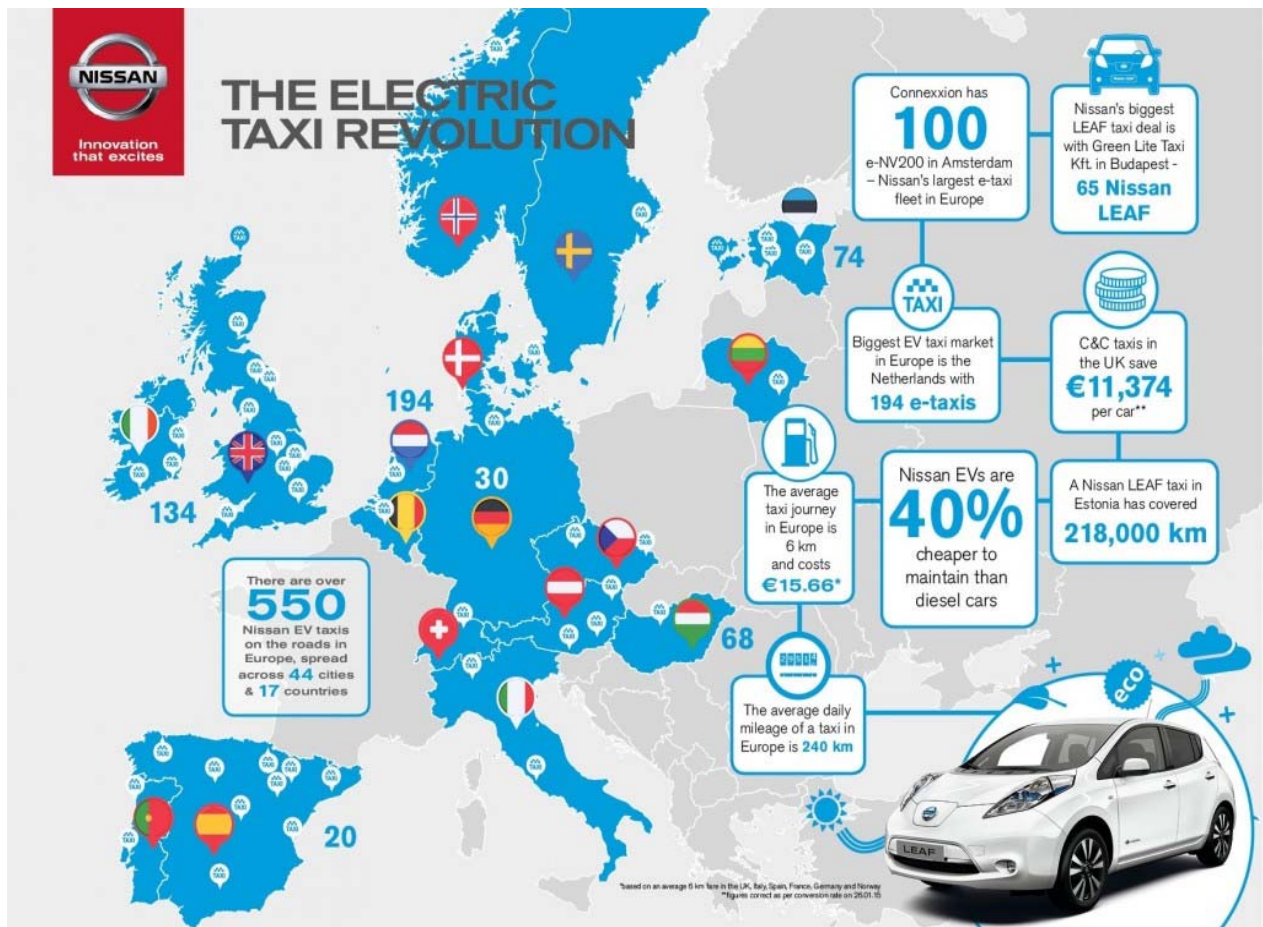 NISSAN
Innovation
that excites
THE ELECTRIC
TAXI REVOLUTION
Connexxion has
100
e-NV200 in Amsterdam
– Nissan's largest e-taxi
fleet in Europe
Nissan's biggest
LEAF taxi deal is
with Green Lite Taxi
Kft. in Budapest -
65 Nissan
LEAF
74
TAXI
Biggest EV taxi market
in Europe is the
Netherlands with
194 e-taxis
C&C taxis in
the UK save
€11,374
per car**
194
30
134
The average
taxi journey
in Europe is
6 km
and costs
€15.66*
Nissan EVs are
40%
cheaper to
maintain than
diesel cars
A Nissan LEAF taxi in
Estonia has covered
218,000 km
There are over
550
Nissan EV taxis
on the roads in
Europe, spread
across 44 cities
& 17 countries
68
The average daily
mileage of a taxi in
Europe is 240 km
eco
20
LEAF
*based on an average 6 km fare in the UK, Italy, Spain, France, Germany and Norway
**figures correct as per conversion rate on 26.01.15